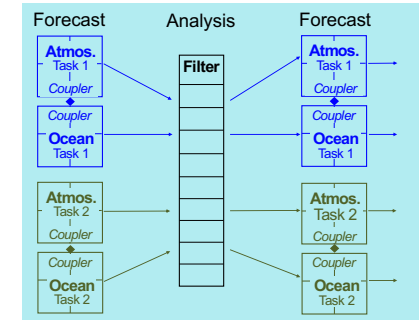 Forecast
Analysis
Forecast
Atmos.
Task 1
Coupler
Coupler
Ocean
Task 1
Atmos.
Task 2
Coupler
Coupler
Ocean
Task 2
Filter
Atmos.
Task 1
Coupler
Coupler
Ocean
Task 1
Atmos.
Task 2
Coupler
Coupler
Ocean
Task 2